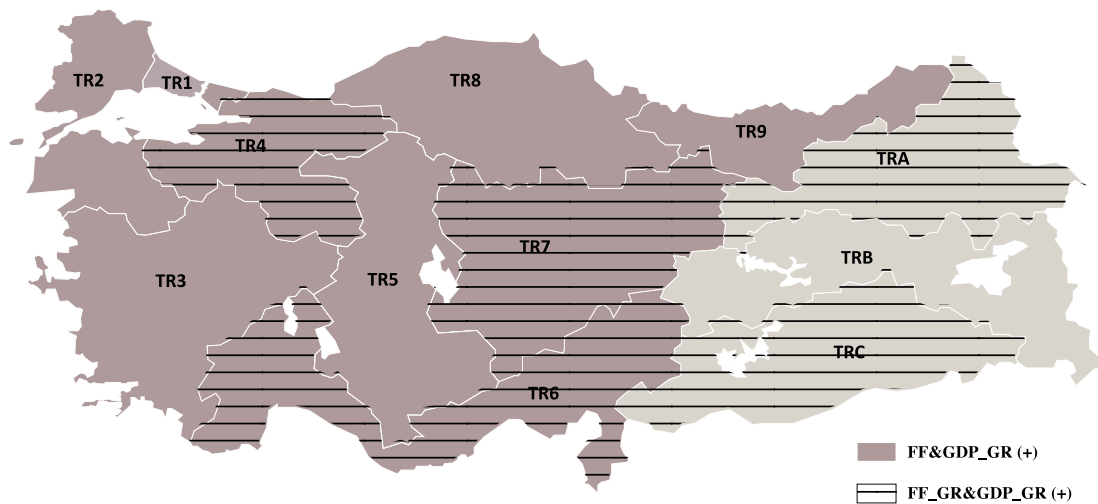 TR2
TR1
TR8
TR9
TR4
TRA
TR7
TRB
TR3
TR5
TRC
TR6
FF&GDP_GR (+)
FF_GR&GDP_GR (+)